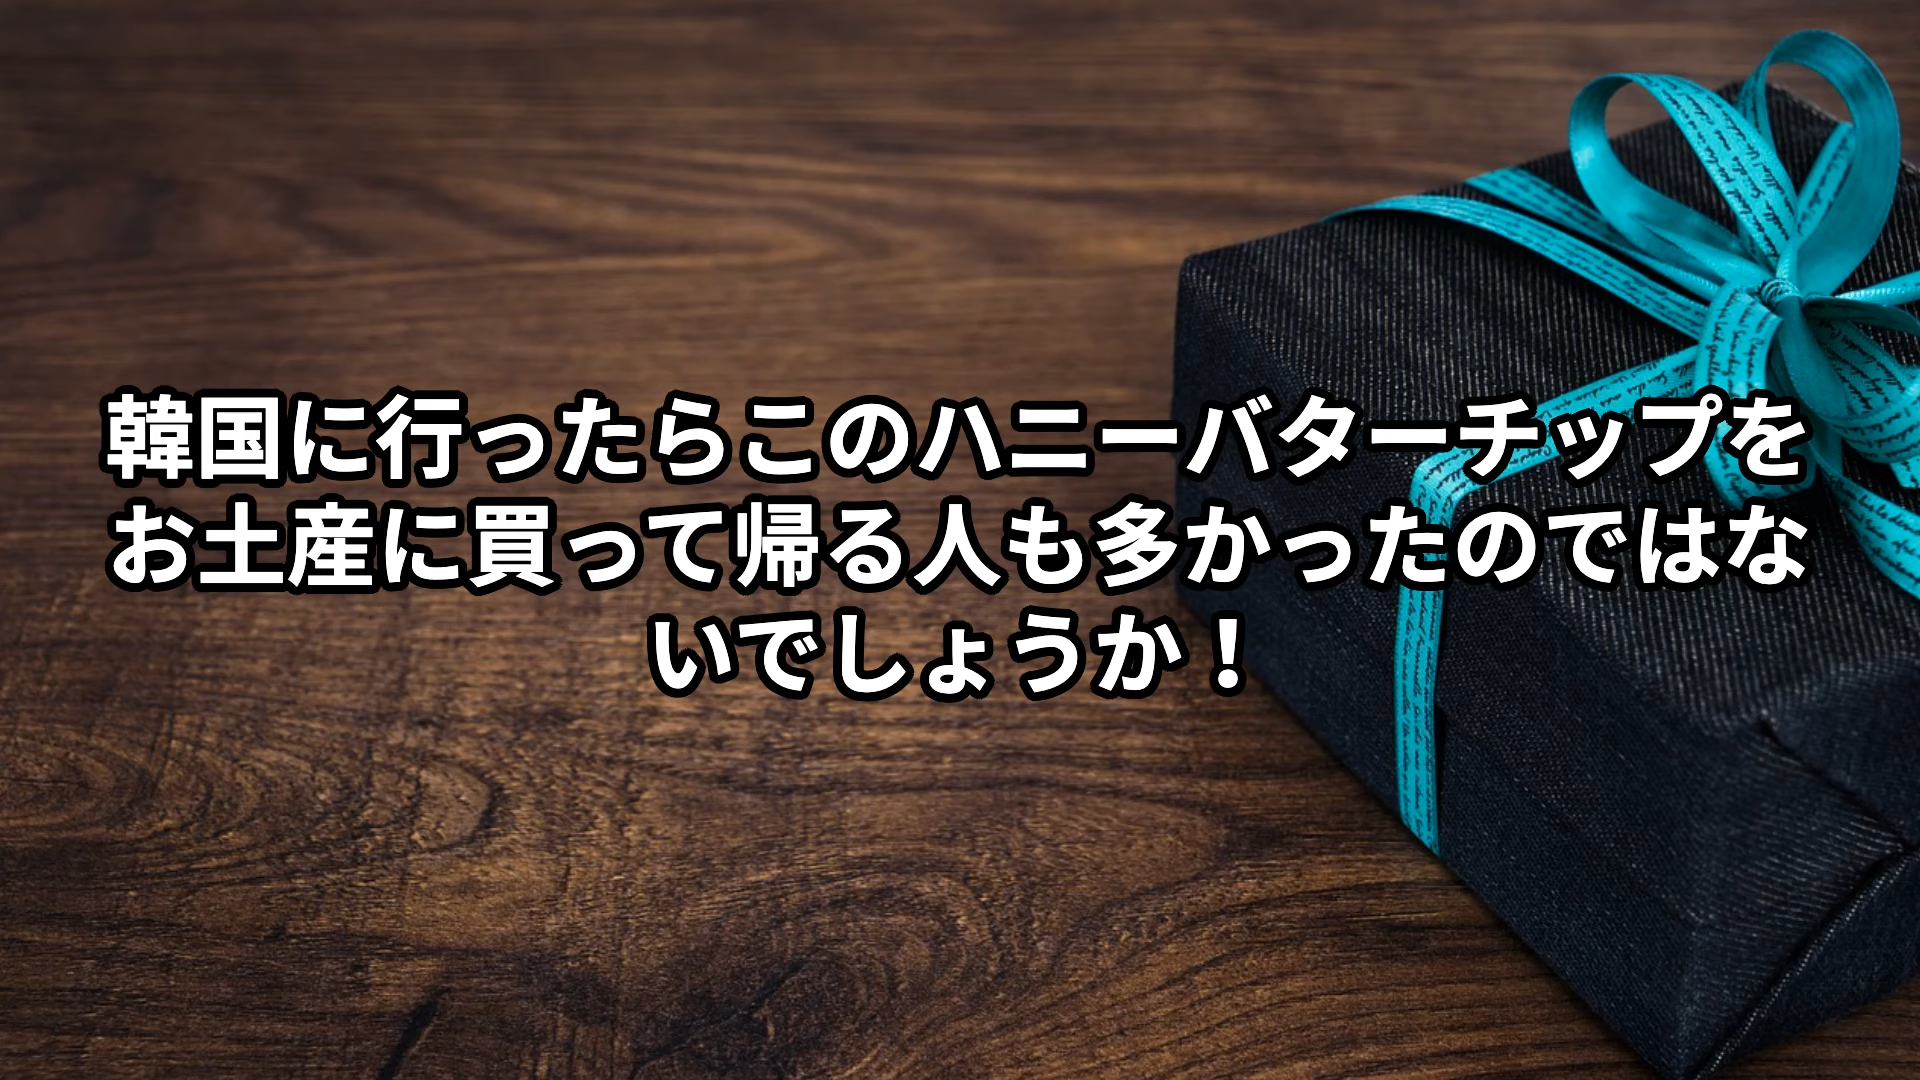 韓国に行ったらこのハニーバターチップを
お土産に買って帰る人も多かったのではな
いでしょうか！